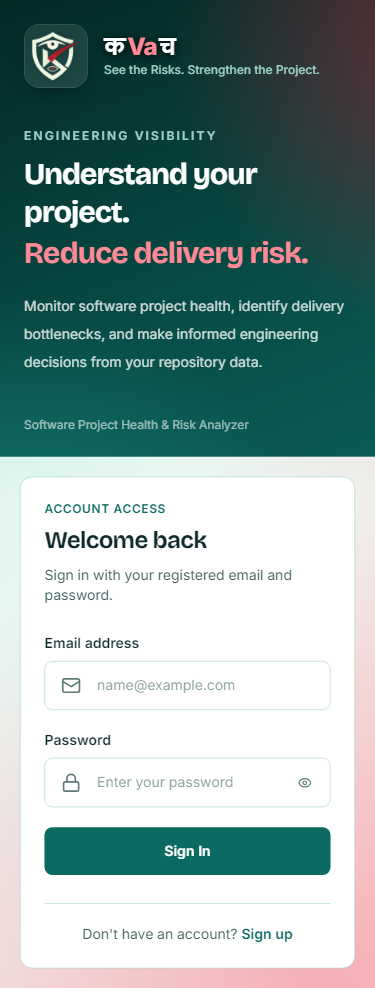 कVaच
See the Risks. Strengthen the Project.
ENGINEERING VISIBILITY
Understand your
project.
Reduce delivery risk.
Monitor software project health, identify delivery
bottlenecks, and make informed engineering
decisions from your repository data.
Software Project Health & Risk Analyzer
ACCOUNT ACCESS
Welcome back
Sign in with your registered email and
password.
Email address
name@example.com
Password
Enter your password
Sign In
Don't have an account? Sign up